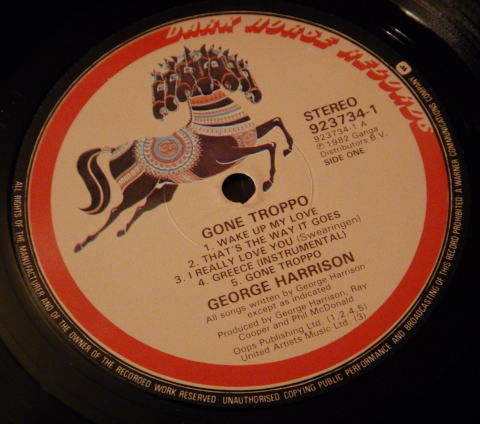 DARK HORSE RECORDS
STEREO
923734-1
923734-1 A
Ⓟ 1982 Ganga
Distributors B.V.
SIDE ONE
GONE TROPPO
1. WAKE UP MY LOVE
2. THAT'S THE WAY IT GOES
3. I REALLY LOVE YOU (Swearingen)
4. GREECE (INSTRUMENTAL)
5. GONE TROPPO
GEORGE HARRISON
All songs written by George Harrison
except as indicated
Produced by George Harrison, Ray
Cooper and Phil McDonald
Oops Publishing Ltd. (1,2,4,5)
United Artists Music Ltd. (3)
ALL RIGHTS OF THE MANUFACTURER AND OF THE OWNER OF THE RECORDED WORK RESERVED · UNAUTHORISED COPYING PUBLIC PERFORMANCE AND BROADCASTING OF THIS RECORD PROHIBITED · A WARNER COMMUNICATIONS COMPANY